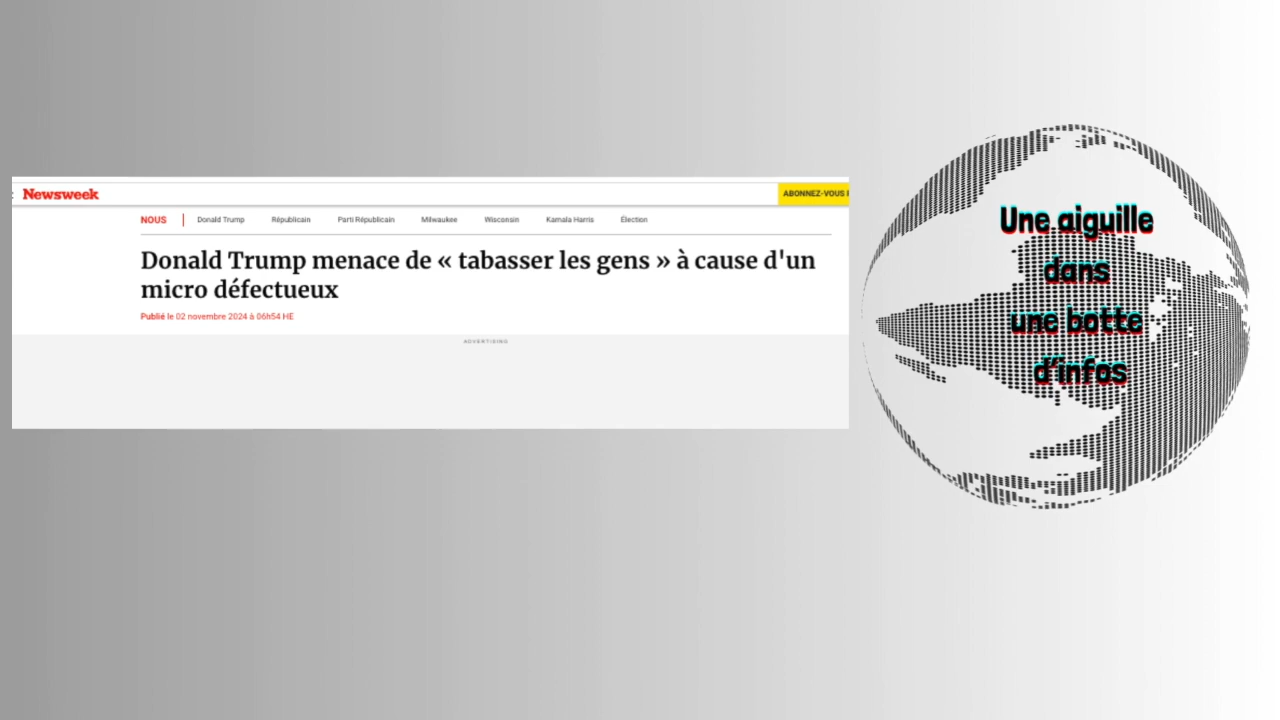 Newsweek
ABONNEZ-VOUS
NOUS
Donald Trump
Républicain
Parti Républicain
Milwaukee
Wisconsin
Kamala Harris
Élection
Donald Trump menace de « tabasser les gens » à cause d'un
micro défectueux
Publié le 02 novembre 2024 à 06h54 HE
ADVERTISING
Une aiguille
dans
une botte
d'infos